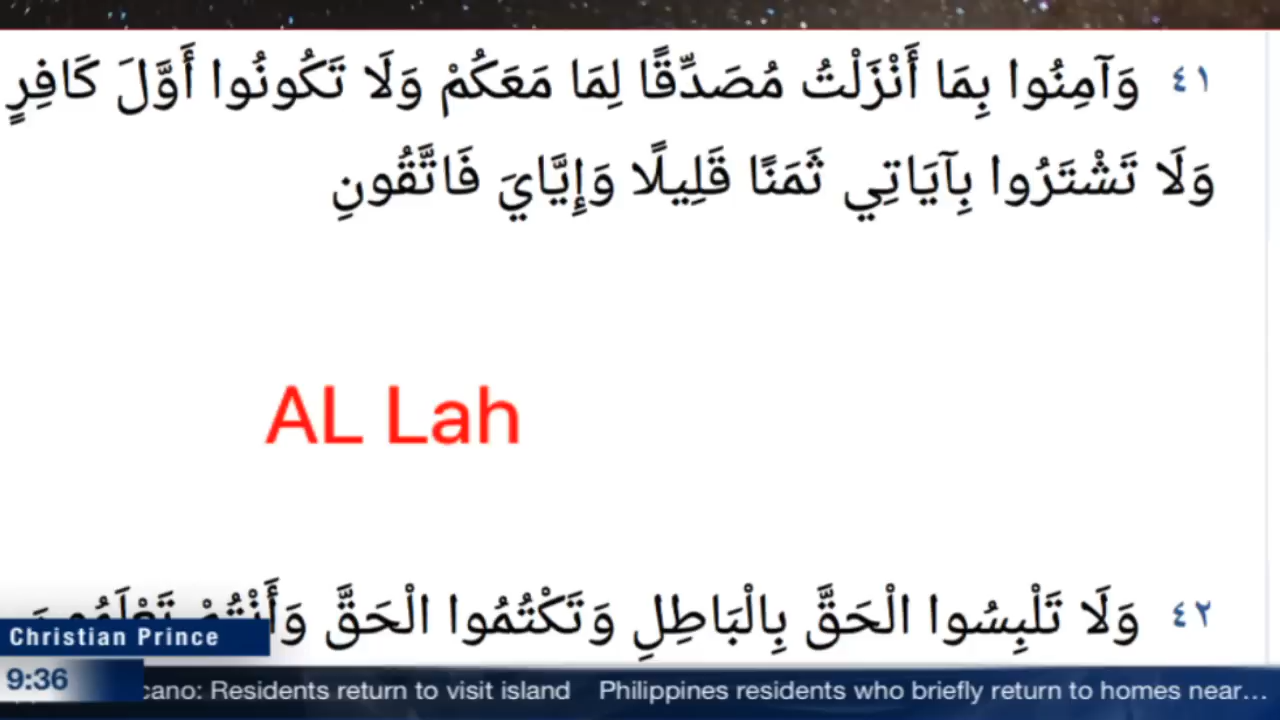 ٤١ وَآمِنُوا بِمَا أَنْزَلْتُ مُصَدِّقًا لِمَا مَعَكُمْ وَلَا تَكُونُوا أَوَّلَ كَافِرٍ
وَلَا تَشْتَرُوا بِآيَاتِي ثَمَنًا قَلِيلًا وَإِيَّايَ فَاتَّقُونِ
AL Lah
٤٢ وَلَا تَلْبِسُوا الْحَقَّ بِالْبَاطِلِ وَتَكْتُمُوا الْحَقَّ وَأَنْتُمْ
Christian Prince
9:36
cano: Residents return to visit island Philippines residents who briefly return to homes near...